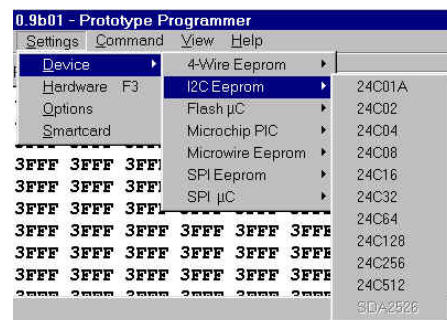 0.9b01 - Prototype Programmer
Settings Command View Help
Device
Hardware F3
Options
Smartcard
4-Wire Eeprom
I2C Eeprom
Flash µC
Microchip PIC
Microwire Eeprom
SPI Eeprom
SPI µC
24C01A
24C02
24C04
24C08
24C16
24C32
24C64
24C128
24C256
24C512
SDA2526
3FFF 3FFF
3FFF 3FFF
3FFF 3FFF
3FFF 3FFF 3FFF 3FFF 3FFF
3FFF 3FFF 3FFF 3FFF 3FFF
3FFF 3FFF 3FFF 3FFF 3FFF